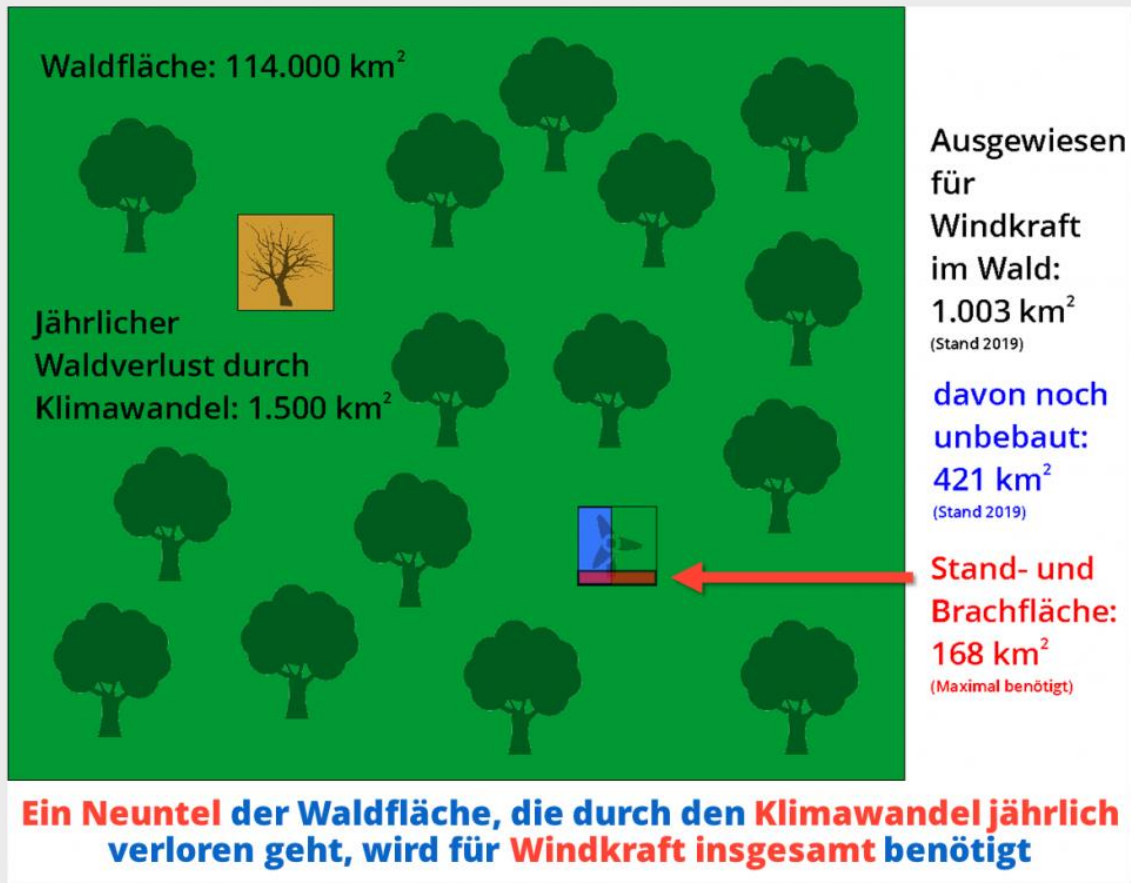 Waldfläche: 114.000 km²
Jährlicher
Waldverlust durch
Klimawandel: 1.500 km²
Ausgewiesen
für
Windkraft
im Wald:
1.003 km²
(Stand 2019)
davon noch
unbebaut:
421 km²
(Stand 2019)
Stand- und
Brachfläche:
168 km²
(Maximal benötigt)
Ein Neuntel der Waldfläche, die durch den Klimawandel jährlich
verloren geht, wird für Windkraft insgesamt benötigt